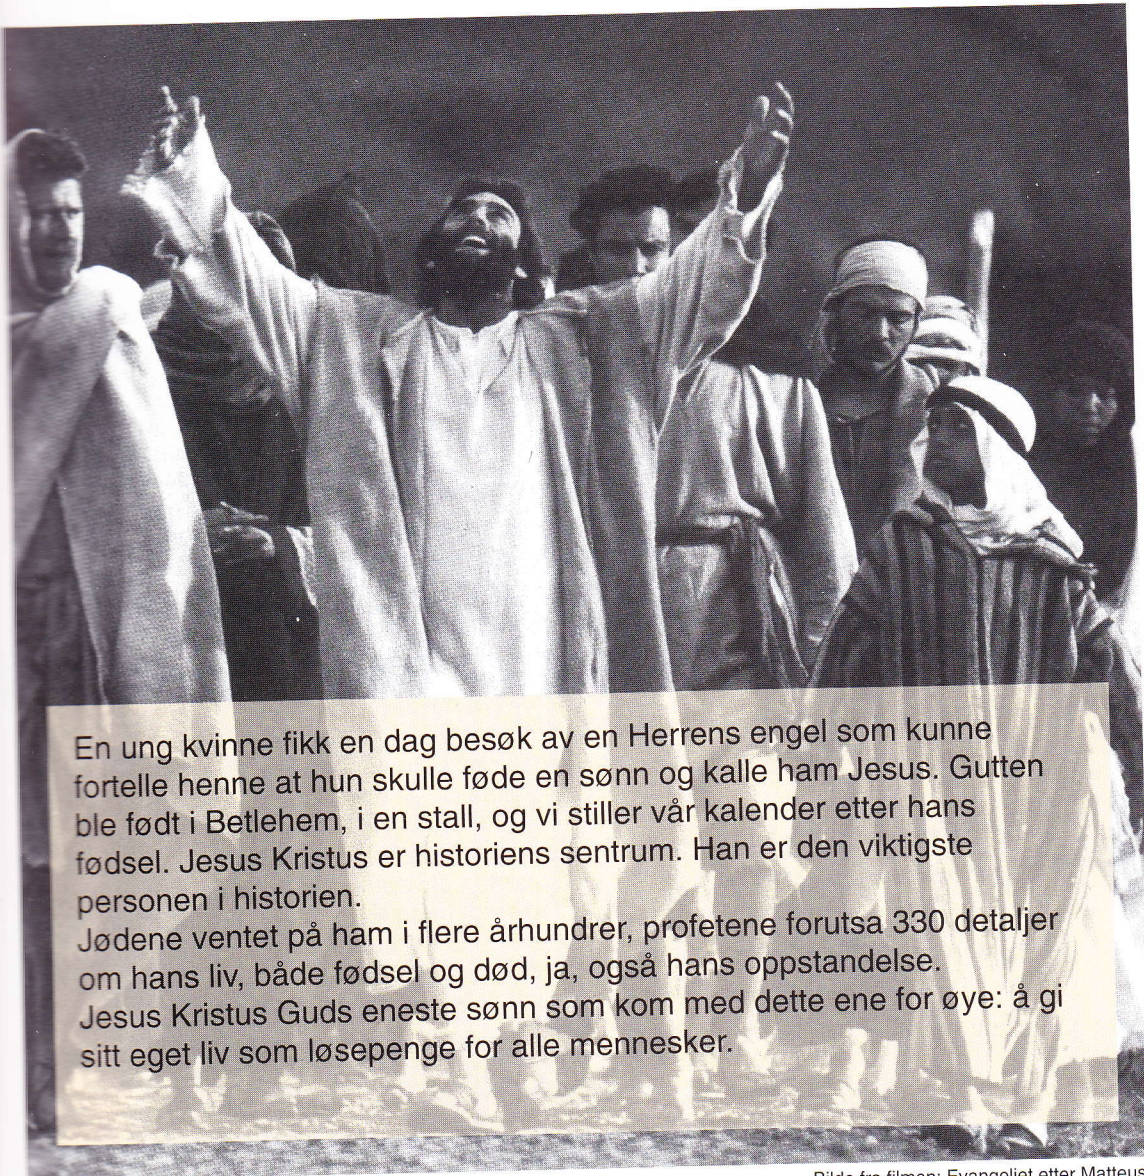 En ung kvinne fikk en dag besøk av en Herrens engel som kunne
fortelle henne at hun skulle føde en sønn og kalle ham Jesus. Gutten
ble født i Betlehem, i en stall, og vi stiller vår kalender etter hans
fødsel. Jesus Kristus er historiens sentrum. Han er den viktigste
personen i historien.
Jødene ventet på ham i flere århundrer, profetene forutsa 330 detaljer
om hans liv, både fødsel og død, ja, også hans oppstandelse.
Jesus Kristus Guds eneste sønn som kom med dette ene for øye: å gi
sitt eget liv som løsepenge for alle mennesker.
Bilde fra filmen: Evangeliet etter Matteus